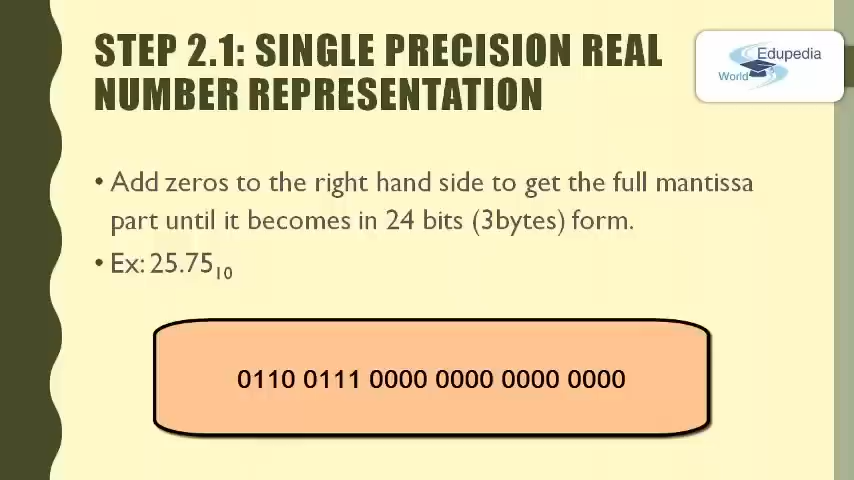 STEP 2.1: SINGLE PRECISION REAL
NUMBER REPRESENTATION
Edupedia
World
• Add zeros to the right hand side to get the full mantissa
part until it becomes in 24 bits (3bytes) form.
• Ex: 25.75₁₀
0110 0111 0000 0000 0000 0000